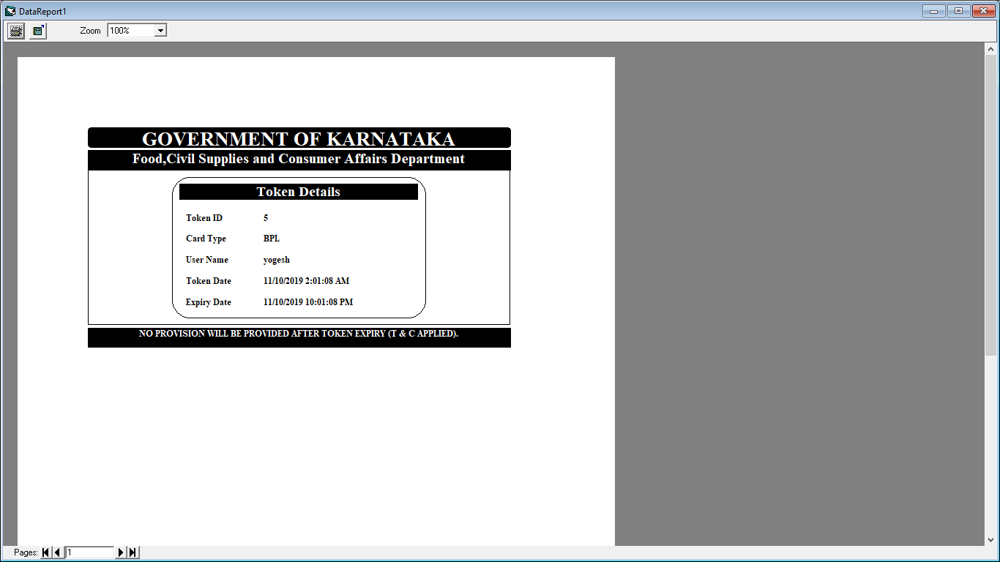 DataReport1
Zoom 100%
GOVERNMENT OF KARNATAKA
Food,Civil Supplies and Consumer Affairs Department
Token Details
Token ID 5
Card Type BPL
User Name yogesh
Token Date 11/10/2019 2:01:08 AM
Expiry Date 11/10/2019 10:01:08 PM
NO PROVISION WILL BE PROVIDED AFTER TOKEN EXPIRY (T & C APPLIED).
Pages: 1